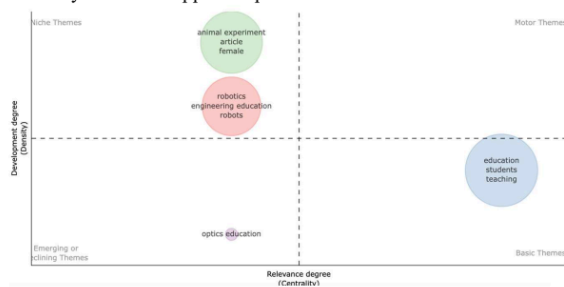 Niche Themes
Motor Themes
animal experiment
article
female
robotics
engineering education
robots
education
students
teaching
optics education
Emerging or
eclining Themes
Basic Themes
Development degree
(Density)
Relevance degree
(Centrality)